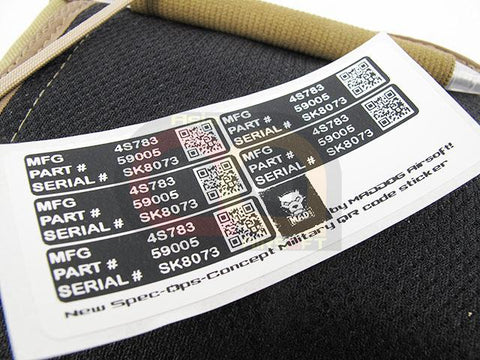 MFG 4S783
PART # 59005
SERIAL # SK8073
MFG 4S783
PART # 59005
SERIAL # SK8073
MFG 4S783
PART # 59005
SERIAL # SK8073
MFG 4S783
PART # 59005
SERIAL # SK8073
MFG 4S783
PART # 59005
SERIAL # SK8073
New Spec-Ops-Concept Military QR code sticker
by MADDOG Airsoft!!